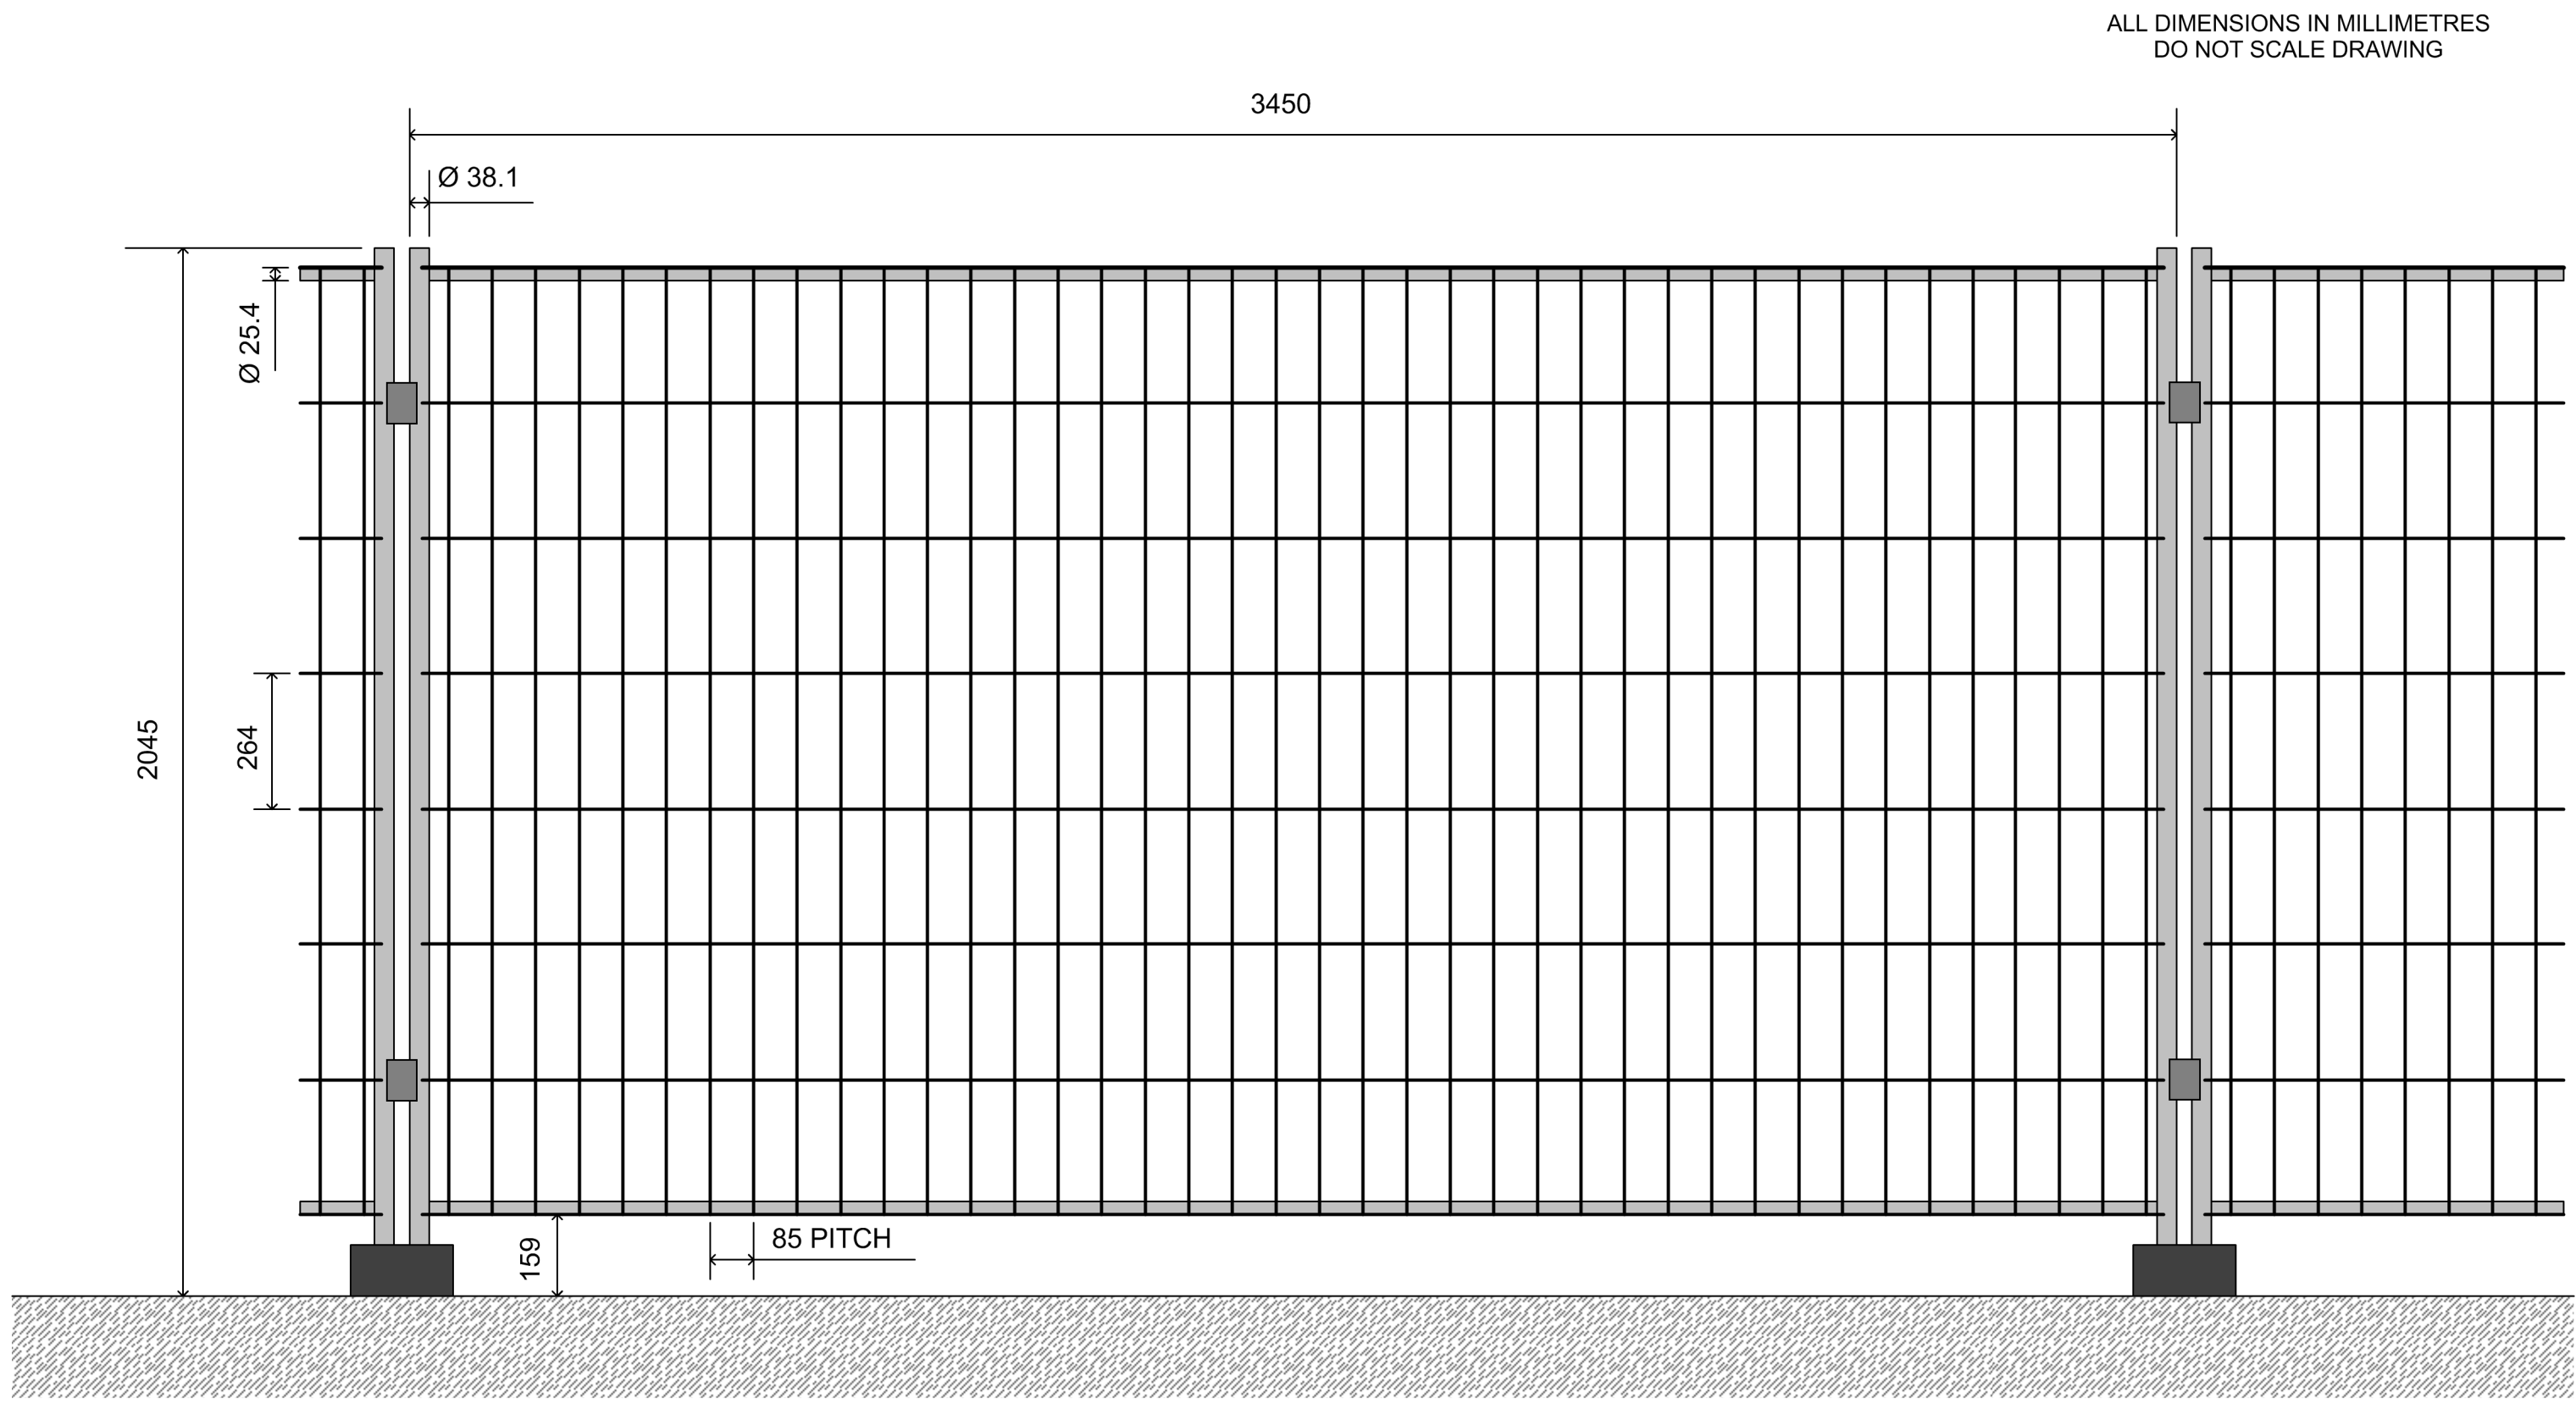 ALL DIMENSIONS IN MILLIMETRES
DO NOT SCALE DRAWING
3450
Ø 38.1
Ø 25.4
2045
264
159
85 PITCH